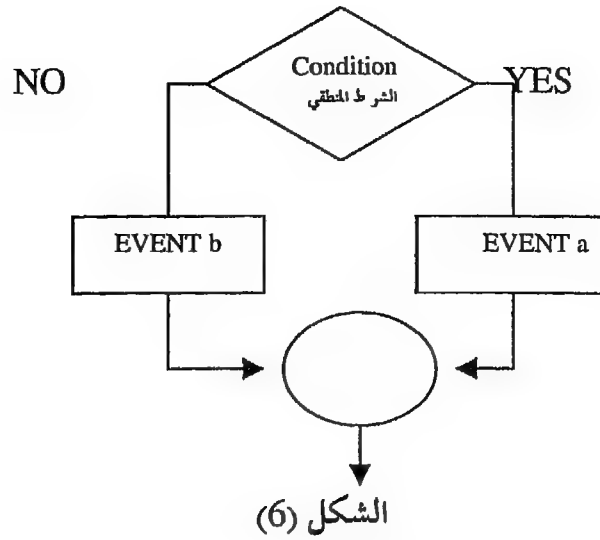 Condition
الشرط المنطقي
NO
YES
EVENT b
EVENT a
الشكل (6)